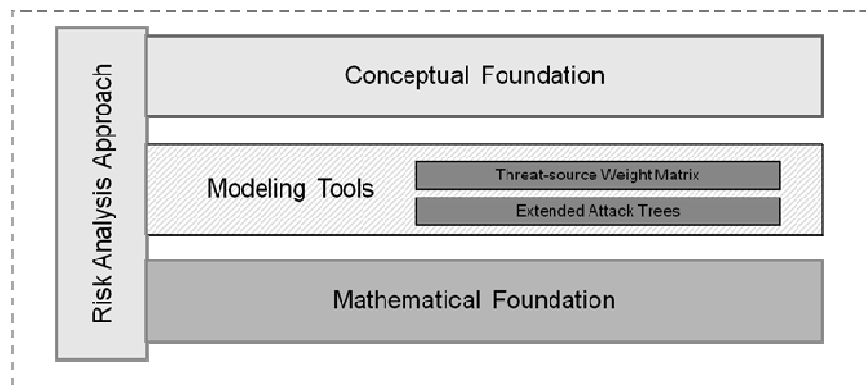 Risk Analysis Approach
Conceptual Foundation
Modeling Tools
Threat-source Weight Matrix
Extended Attack Trees
Mathematical Foundation